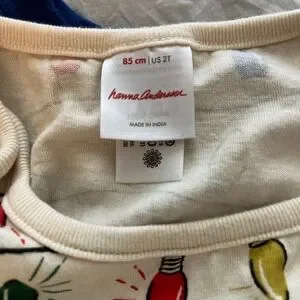 85 cm | US 2T
hanna andersson
MADE IN INDIA